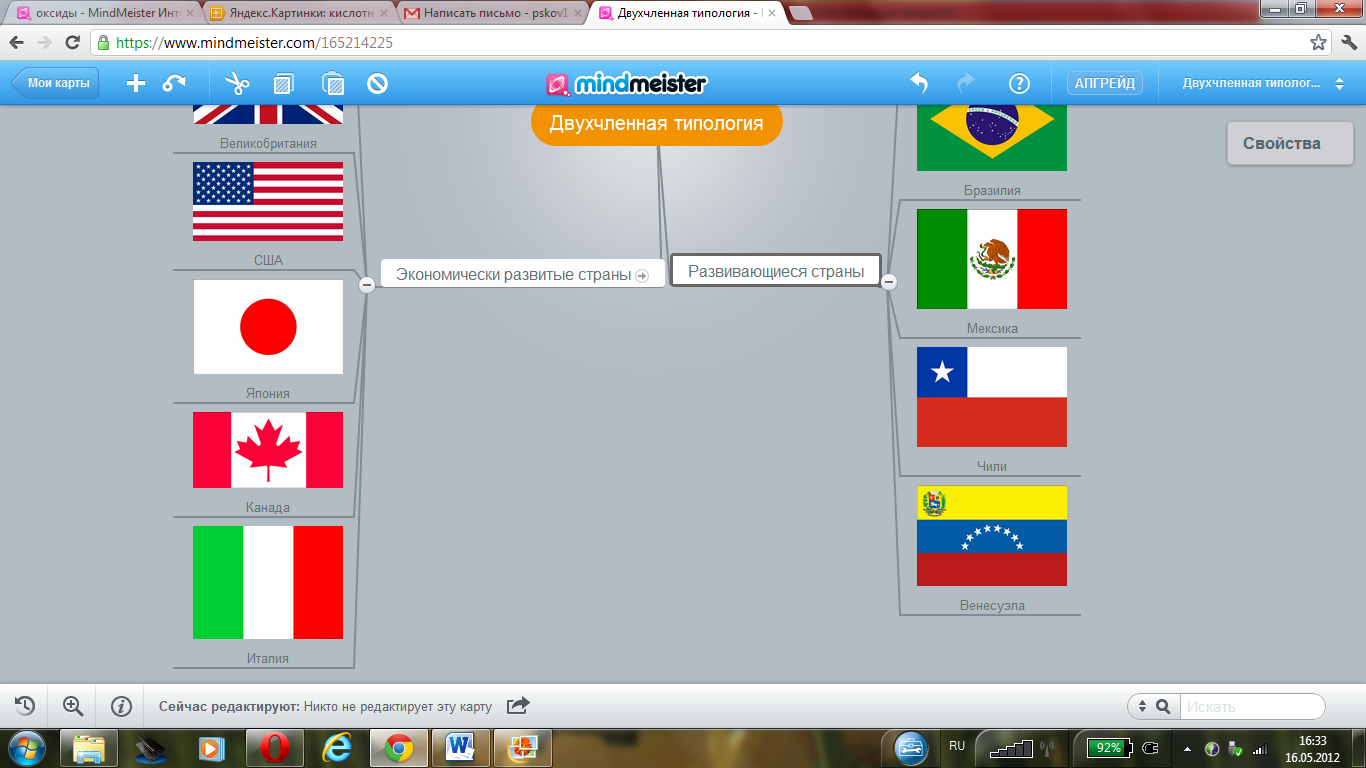 оксиды - MindMeister Инте
Яндекс.Картинки: кислотн
Написать письмо - pskov1
Двухчленная типология -
https://www.mindmeister.com/165214225
Мои карты
mindmeister
АПГРЕЙД
Двухчленная типолог...
Двухчленная типология
Свойства
Великобритания
США
Япония
Канада
Италия
Экономически развитые страны
Развивающиеся страны
Бразилия
Мексика
Чили
Венесуэла
Сейчас редактируют: Никто не редактирует эту карту
Искать
RU
92%
16:33
16.05.2012